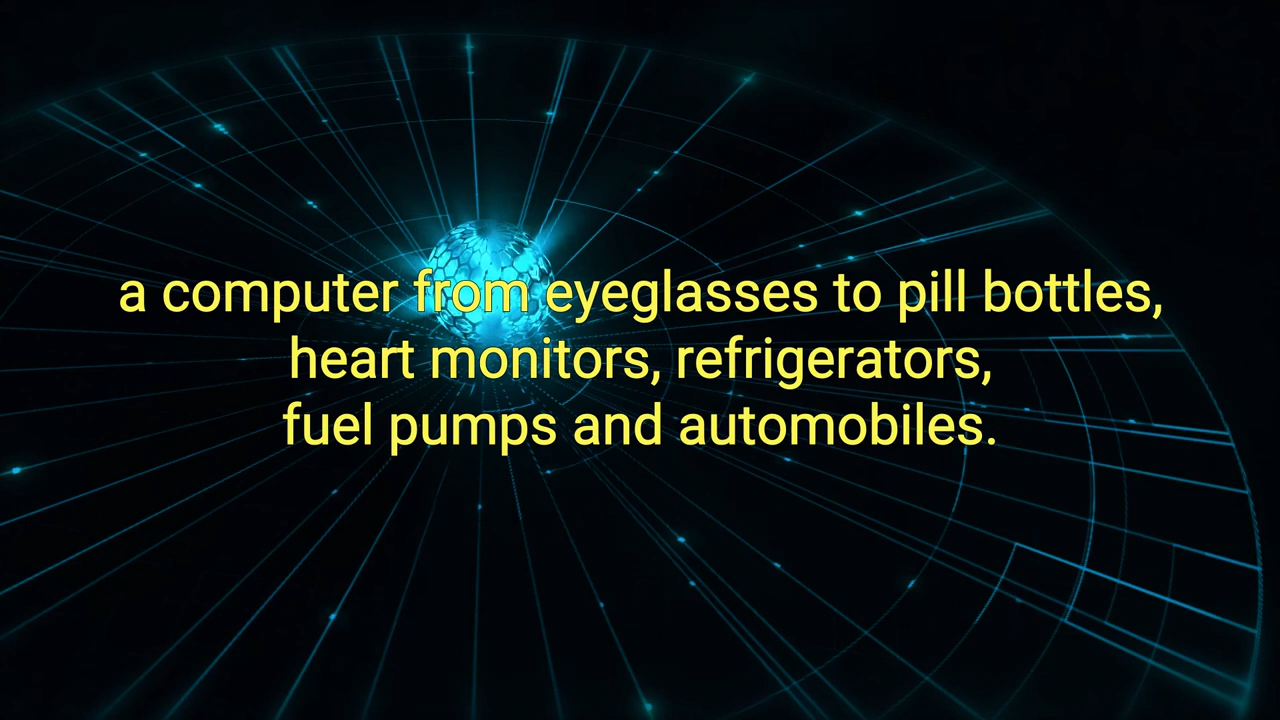 a computer from eyeglasses to pill bottles,
heart monitors, refrigerators,
fuel pumps and automobiles.